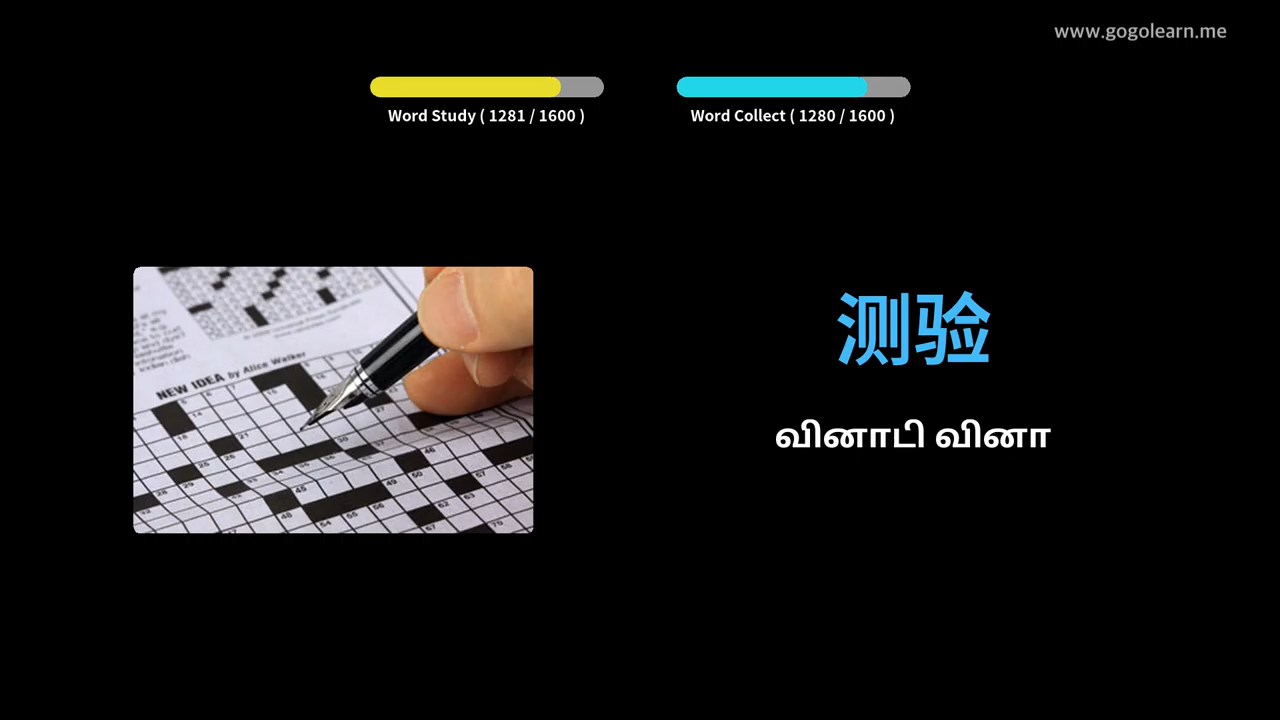 www.gogolearn.me
Word Study ( 1281 / 1600 )
Word Collect ( 1280 / 1600 )
测验
வினாடி வினா
NEW IDEA by Alice Walker